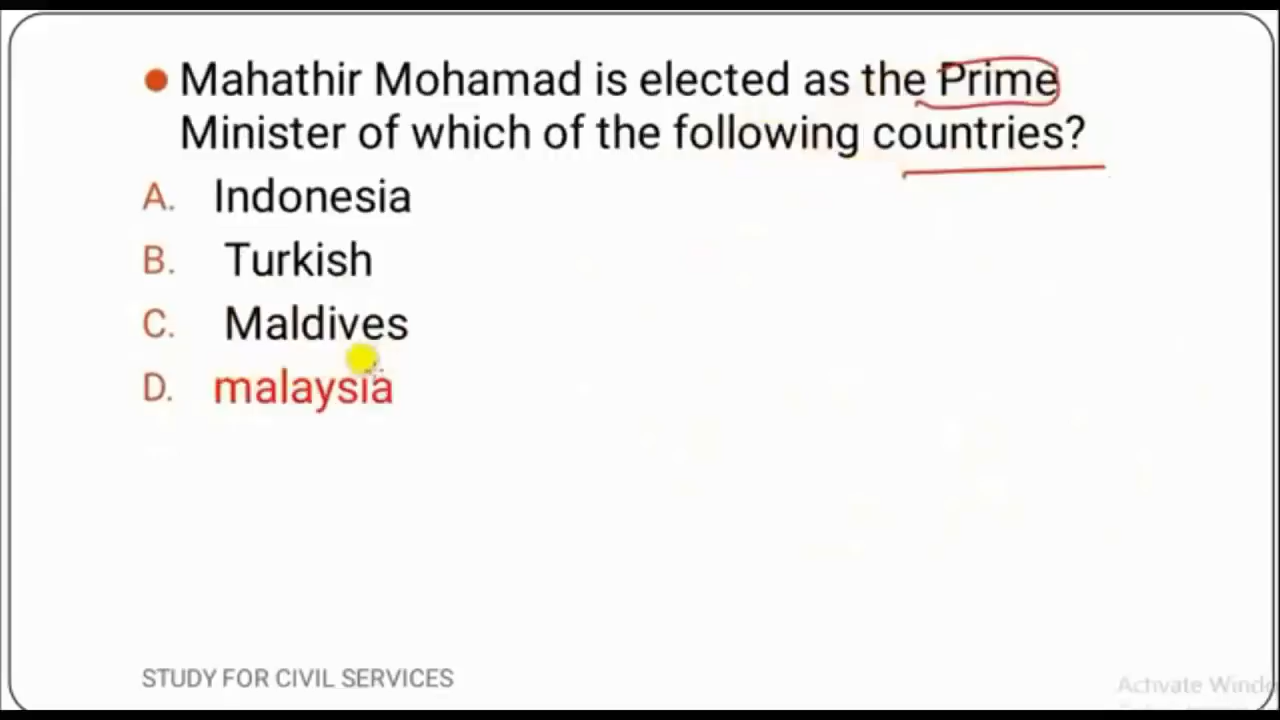 Mahathir Mohamad is elected as the Prime
Minister of which of the following countries?
A. Indonesia
B. Turkish
C. Maldives
D. malaysia
STUDY FOR CIVIL SERVICES
Activate Windo